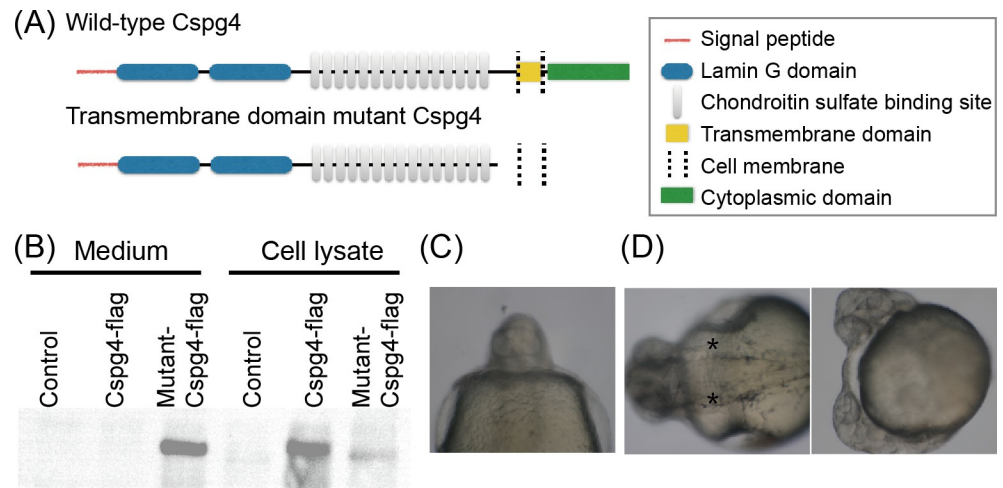 (A) Wild-type Cspg4
Transmembrane domain mutant Cspg4
Signal peptide
Lamin G domain
Chondroitin sulfate binding site
Transmembrane domain
Cell membrane
Cytoplasmic domain
(B) Medium Cell lysate
Control
Cspg4-flag
Mutant-
Cspg4-flag
Control
Cspg4-flag
Mutant-
Cspg4-flag
(C)
(D)
*
*